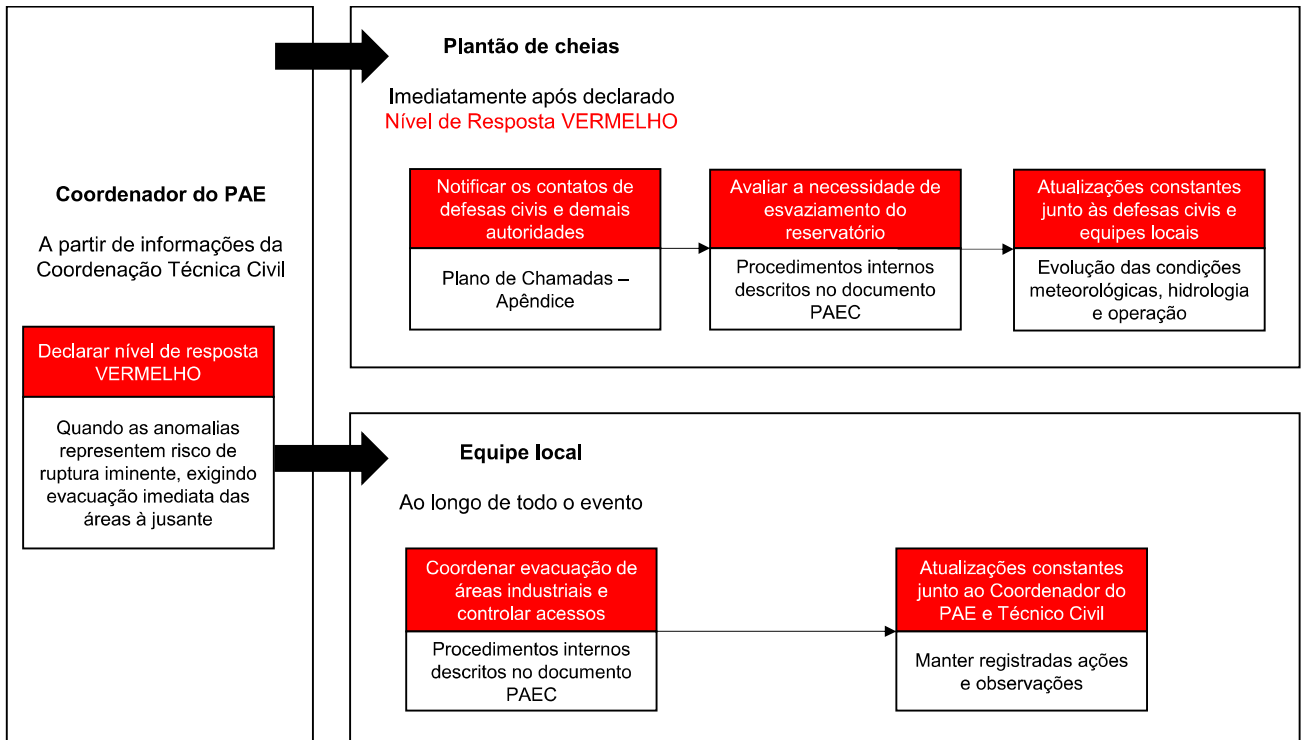 Coordenador do PAE
A partir de informações da
Coordenação Técnica Civil
Declarar nível de resposta
VERMELHO
Quando as anomalias
representem risco de
ruptura iminente, exigindo
evacuação imediata das
áreas à jusante
Plantão de cheias
Imediatamente após declarado
Nível de Resposta VERMELHO
Notificar os contatos de
defesas civis e demais
autoridades
Plano de Chamadas –
Apêndice
Avaliar a necessidade de
esvaziamento do
reservatório
Procedimentos internos
descritos no documento
PAEC
Atualizações constantes
junto às defesas civis e
equipes locais
Evolução das condições
meteorológicas, hidrologia
e operação
Equipe local
Ao longo de todo o evento
Coordenar evacuação de
áreas industriais e
controlar acessos
Procedimentos internos
descritos no documento
PAEC
Atualizações constantes
junto ao Coordenador do
PAE e Técnico Civil
Manter registradas ações
e observações